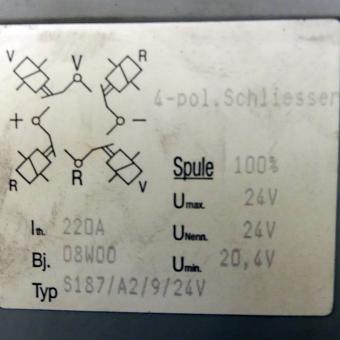 V V R
4-pol.Schliesser
+ −
R R V
Spule 100%
Umax. 24V
Ith. 220A UNenn. 24V
Bj. 08W00 Umin. 20,4V
Typ S187/A2/9/24V